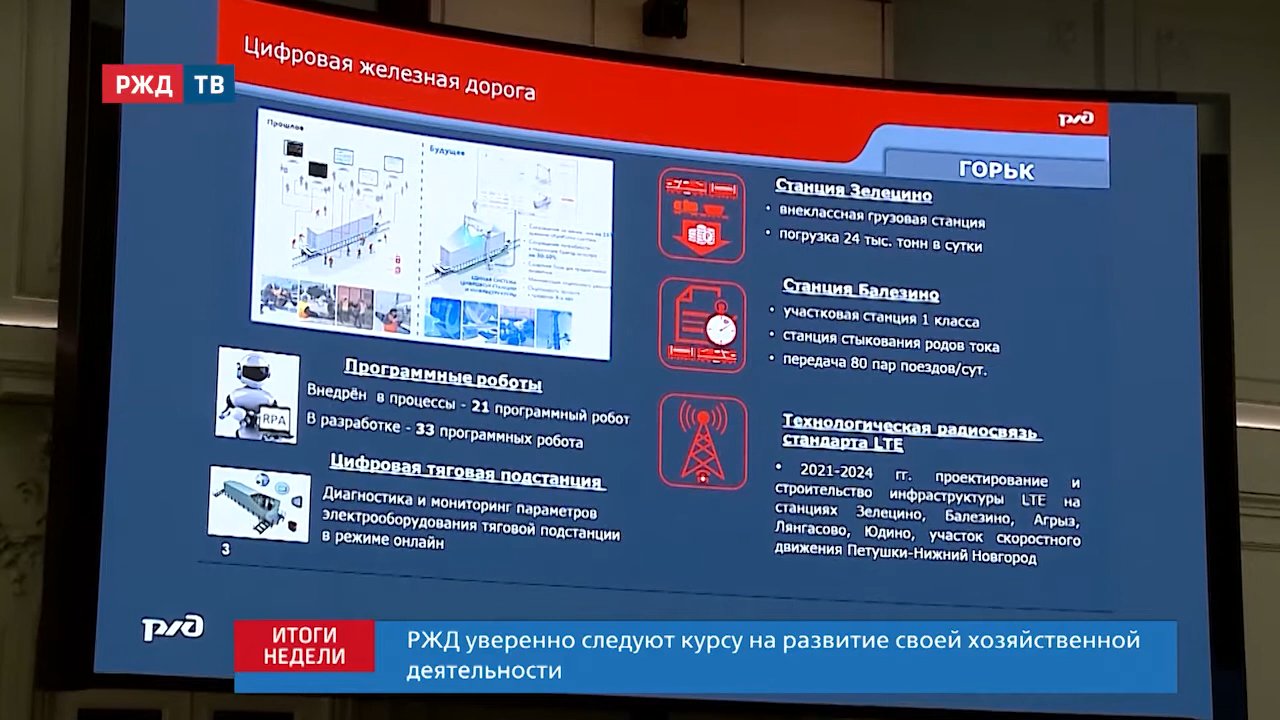 РЖД ТВ
Цифровая железная дорога
ржд
ГОРЬК
Прошлое
Будущее
ЕДИНАЯ СИСТЕМА
Программные роботы
Внедрён в процессы - 21 программный робот
В разработке - 33 программных робота
RPA
Цифровая тяговая подстанция
Диагностика и мониторинг параметров
электрооборудования тяговой подстанции
в режиме онлайн
3
Станция Зелецино
• внеклассная грузовая станция
• погрузка 24 тыс. тонн в сутки
Станция Балезино
• участковая станция 1 класса
• станция стыкования родов тока
• передача 80 пар поездов/сут.
Технологическая радиосвязь
стандарта LTE
• 2021-2024 гг. проектирование и
строительство инфраструктуры LTE на
станциях Зелецино, Балезино, Агрыз,
Лянгасово, Юдино, участок скоростного
движения Петушки-Нижний Новгород
ржд
ИТОГИ
НЕДЕЛИ
РЖД уверенно следуют курсу на развитие своей хозяйственной
деятельности